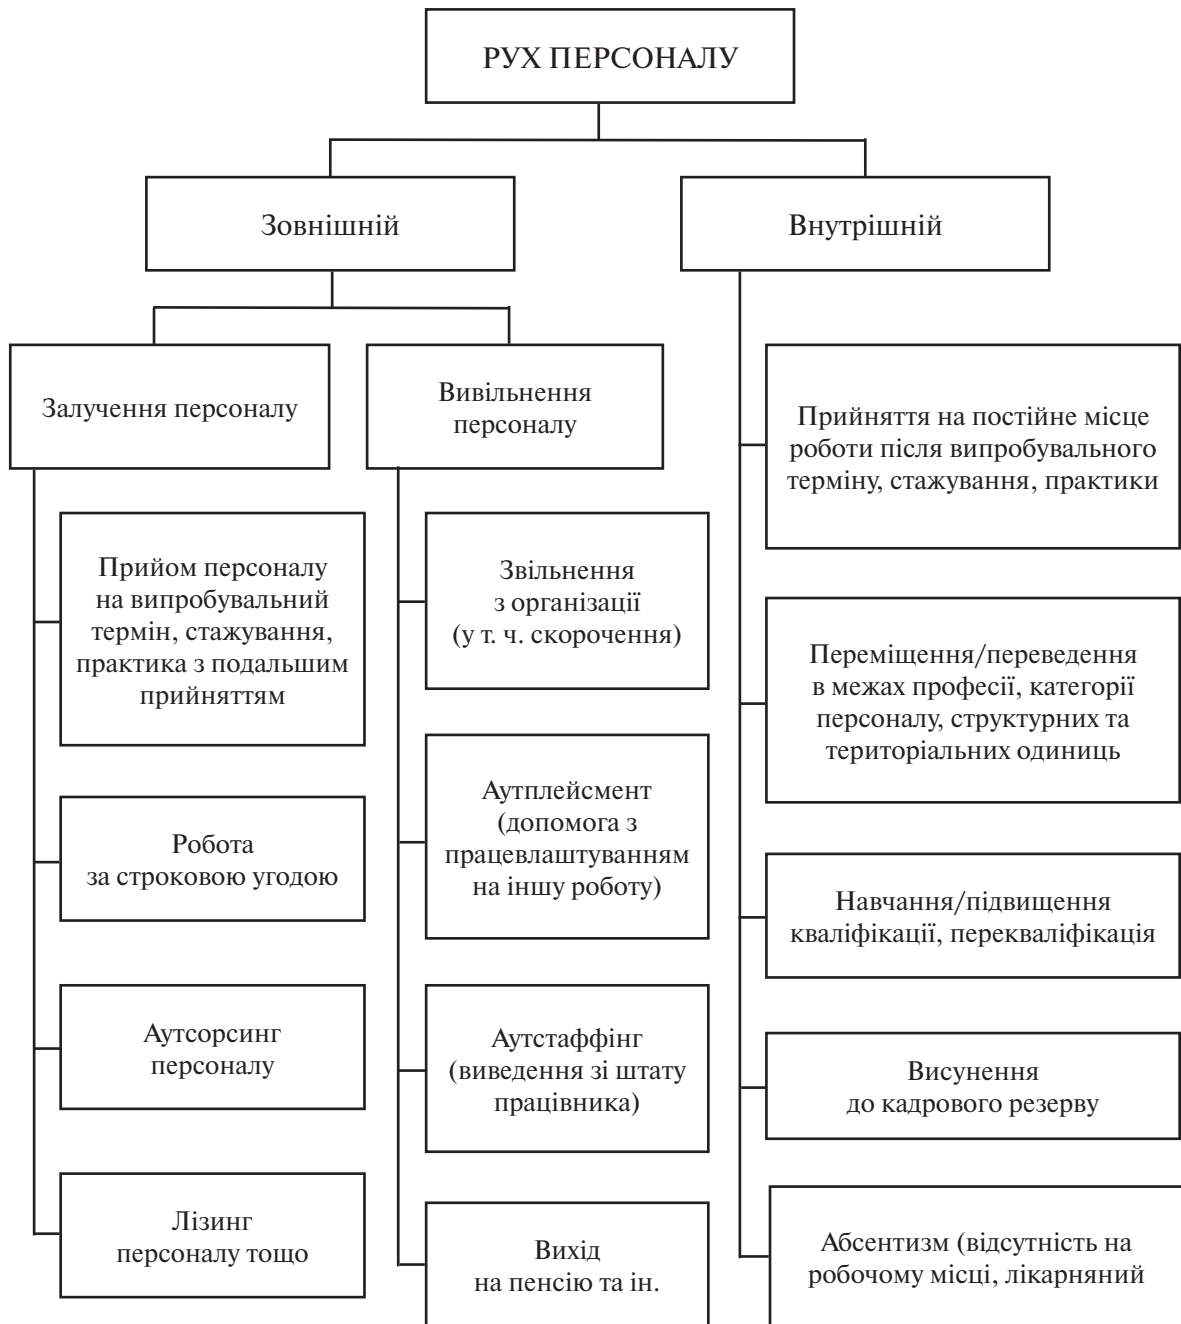 РУХ ПЕРСОНАЛУ
Зовнішній
Внутрішній
Залучення персоналу
Вивільнення
персоналу
Прийняття на постійне місце
роботи після випробувального
терміну, стажування, практики
Прийом персоналу
на випробувальний
термін, стажування,
практика з подальшим
прийняттям
Звільнення
з організації
(у т. ч. скорочення)
Переміщення/переведення
в межах професії, категорії
персоналу, структурних та
територіальних одиниць
Робота
за строковою угодою
Аутплейсмент
(допомога з
працевлаштуванням
на іншу роботу)
Навчання/підвищення
кваліфікації, перекваліфікація
Аутсорсинг
персоналу
Аутстаффінг
(виведення зі штату
працівника)
Висунення
до кадрового резерву
Лізинг
персоналу тощо
Вихід
на пенсію та ін.
Абсентизм (відсутність на
робочому місці, лікарняний